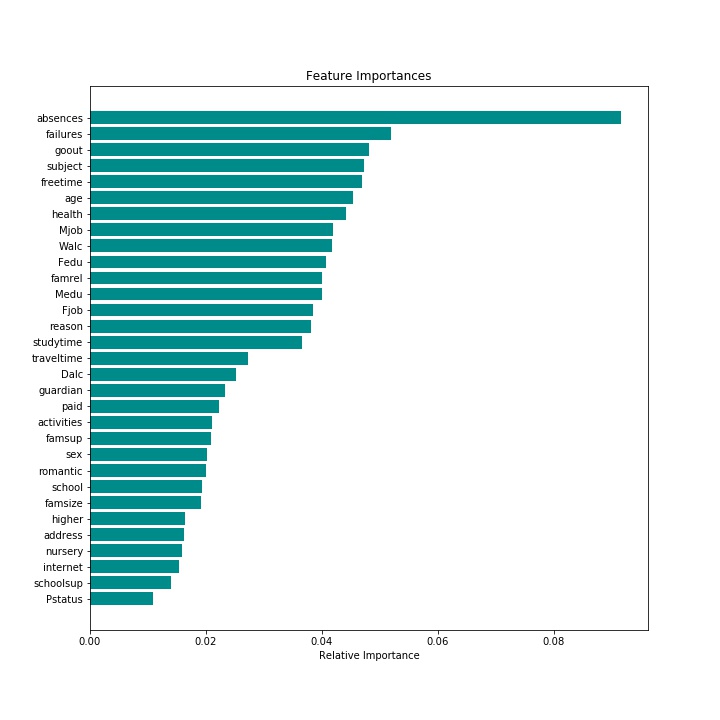 Feature Importances
absences
failures
goout
subject
freetime
age
health
Mjob
Walc
Fedu
famrel
Medu
Fjob
reason
studytime
traveltime
Dalc
guardian
paid
activities
famsup
sex
romantic
school
famsize
higher
address
nursery
internet
schoolsup
Pstatus
0.00 0.02 0.04 0.06 0.08
Relative Importance